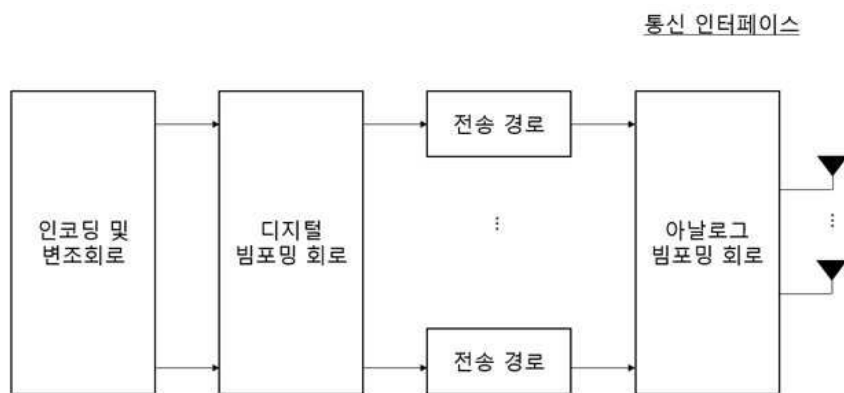 통신 인터페이스
인코딩 및
변조회로
디지털
빔포밍 회로
전송 경로
⋮
전송 경로
아날로그
빔포밍 회로
⋮